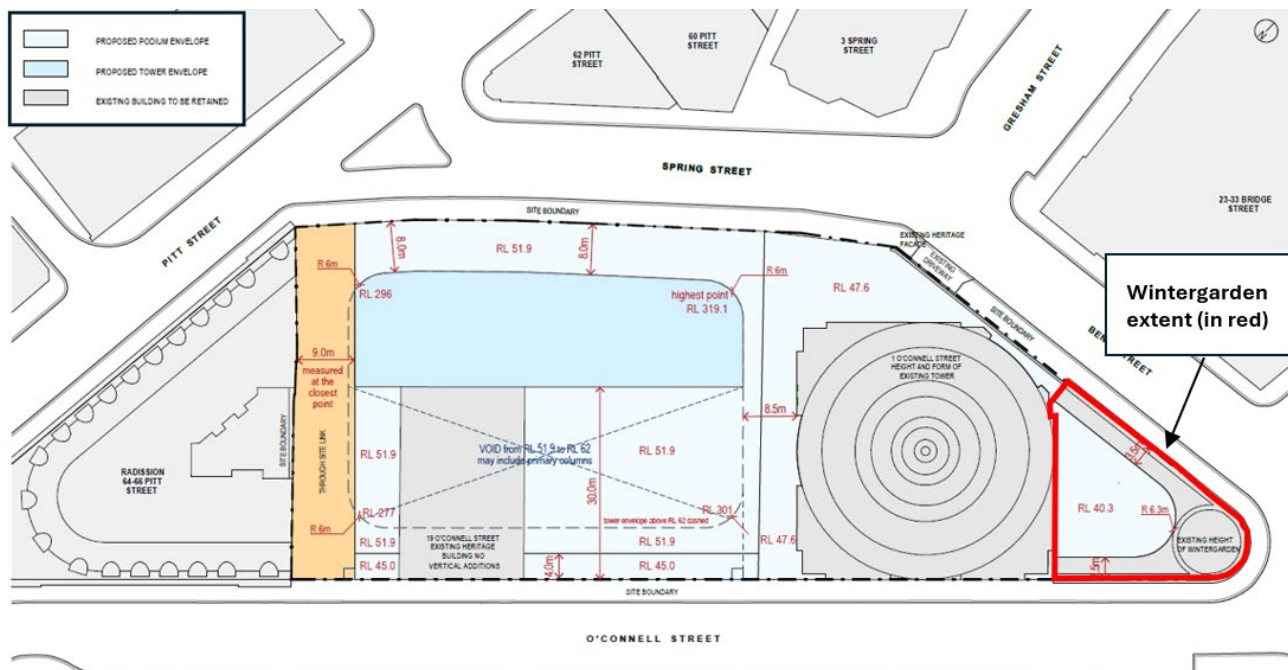 PROPOSED PODIUM ENVELOPE
PROPOSED TOWER ENVELOPE
EXISTING BUILDING TO BE RETAINED
62 PITT
STREET
60 PITT
STREET
3 SPRING
STREET
GRESHAM STREET
SPRING STREET
PITT STREET
23-33 BRIDGE
STREET
SITE BOUNDARY
8.0m
8.0m
RL 51.9
EXISTING HERITAGE
FACADE
EXISTING
DRIVEWAY
SITE BOUNDARY
R 6m
RL 296
R 6m
highest point
RL 319.1
RL 47.6
Wintergarden
extent (in red)
STREET
9.0m
measured
at the
closest
point
1 O'CONNELL STREET
HEIGHT AND FORM OF
EXISTING TOWER
8.5m
SITE BOUNDARY
THROUGH SITE LINK
RADISSION
64-66 PITT
STREET
RL 51.9
VOID from RL 51.9 to RL 62
may include primary columns
RL 51.9
30.0m
RL 277
R 6m
RL 301
tower envelope above RL 62 dashed
RL 40.3
R 6.3m
RL 51.9
19 O'CONNELL STREET
EXISTING HERITAGE
BUILDING NO
VERTICAL ADDITIONS
RL 51.9
RL 47.6
EXISTING HEIGHT
OF WINTERGARDEN
RL 45.0
4.0m
RL 45.0
SITE BOUNDARY
O'CONNELL STREET